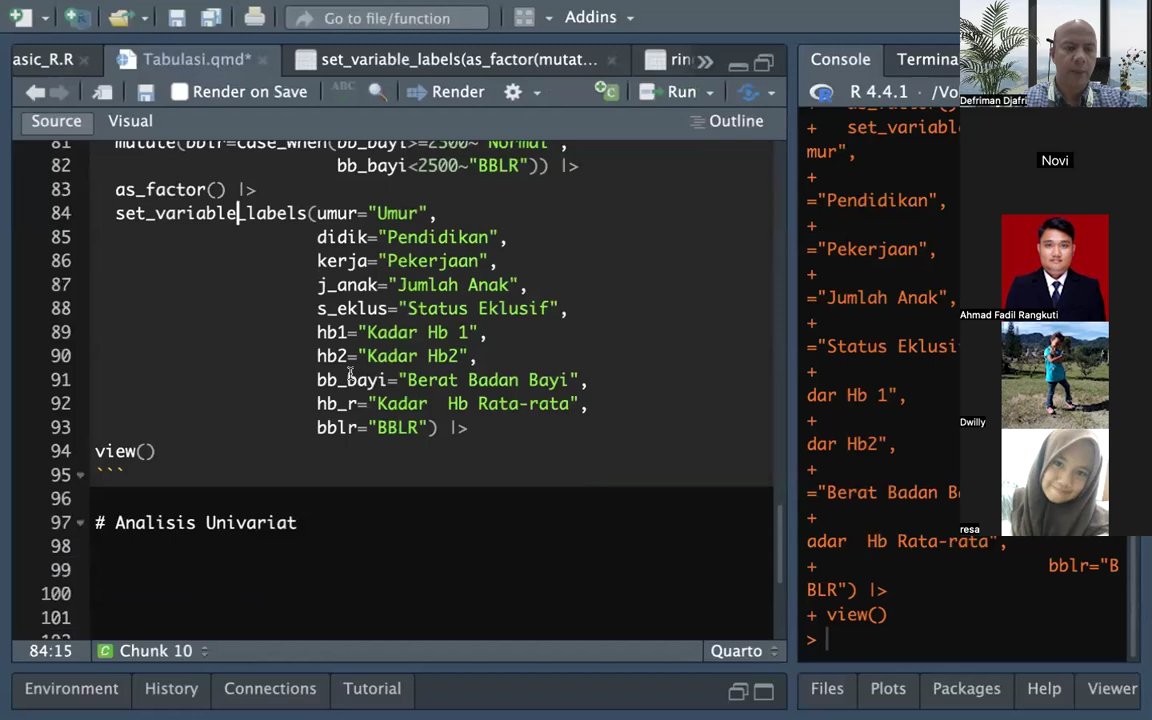 Go to file/function
Addins
asic_R.R
Tabulasi.qmd*
set_variable_labels(as_factor(mutat...
rin
Console
Termina
Render on Save
ABC
Render
Run
R 4.4.1
·
/Vo
Source
Visual
Outline
81 mutate(bblr=case_when(bb_bayi>=2500~"Normal",
82 bb_bayi<2500~"BBLR")) |>
83 as_factor() |>
84 set_variable_labels(umur="Umur",
85 didik="Pendidikan",
86 kerja="Pekerjaan",
87 j_anak="Jumlah Anak",
88 s_eklus="Status Eklusif",
89 hb1="Kadar Hb 1",
90 hb2="Kadar Hb2",
91 bb_bayi="Berat Badan Bayi",
92 hb_r="Kadar  Hb Rata-rata",
93 bblr="BBLR") |>
94 view()
95 ```
96
97 # Analisis Univariat
98
99
100
101
84:15
Chunk 10
Quarto
+ set_variab
mur",
+
="Pendidikan",
+
="Pekerjaan",
+
="Jumlah Anak",
+
="Status Eklusi
+
dar Hb 1",
+
dar Hb2",
+
="Berat Badan B
+
adar  Hb Rata-rata",
+ bblr="B
BLR") |>
+ view()
>
Environment
History
Connections
Tutorial
Files
Plots
Packages
Help
Viewer
Defriman Djafri
Novi
Ahmad Fadil Rangkuti
Dwilly
resa